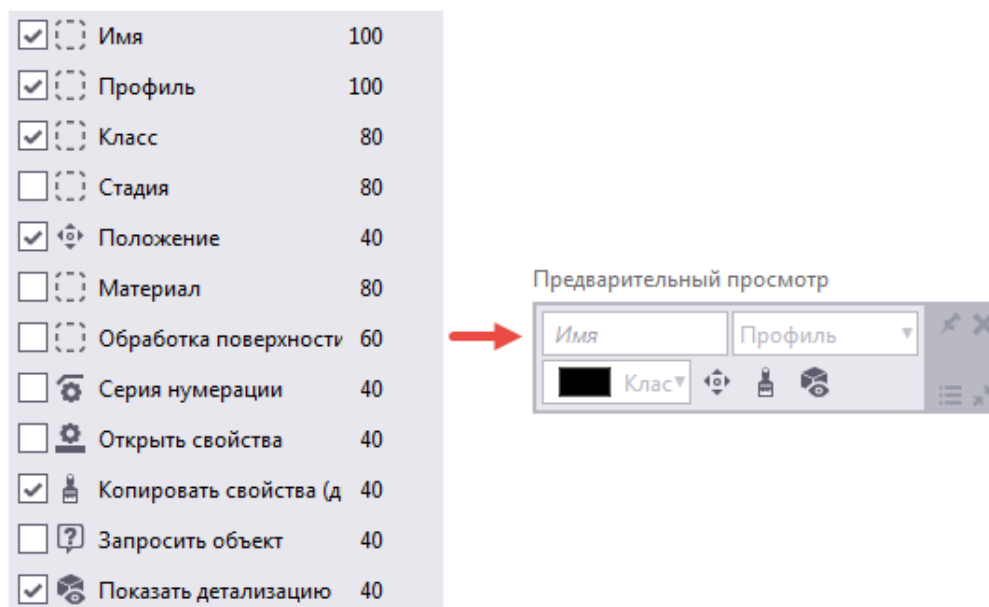 Имя 100
Профиль 100
Класс 80
Стадия 80
Положение 40
Материал 80
Обработка поверхности 60
Серия нумерации 40
Открыть свойства 40
Копировать свойства (д 40
Запросить объект 40
Показать детализацию 40
Предварительный просмотр
Имя Профиль
Клас